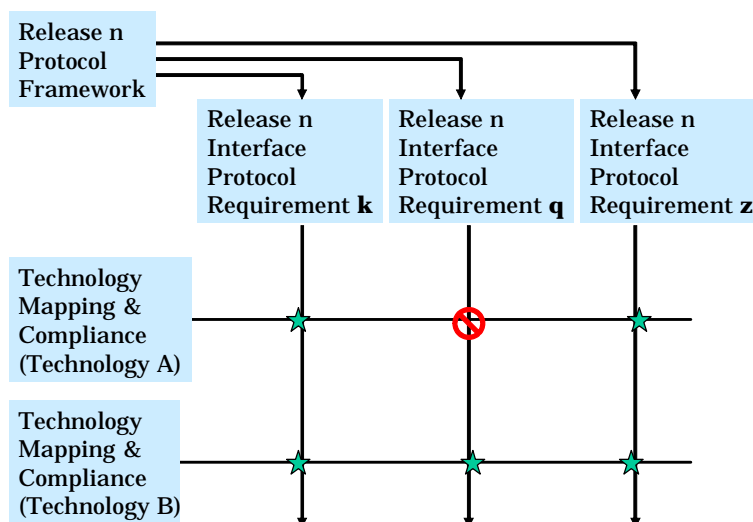 Release n
Protocol
Framework
Release n
Interface
Protocol
Requirement k
Release n
Interface
Protocol
Requirement q
Release n
Interface
Protocol
Requirement z
Technology
Mapping &
Compliance
(Technology A)
Technology
Mapping &
Compliance
(Technology B)